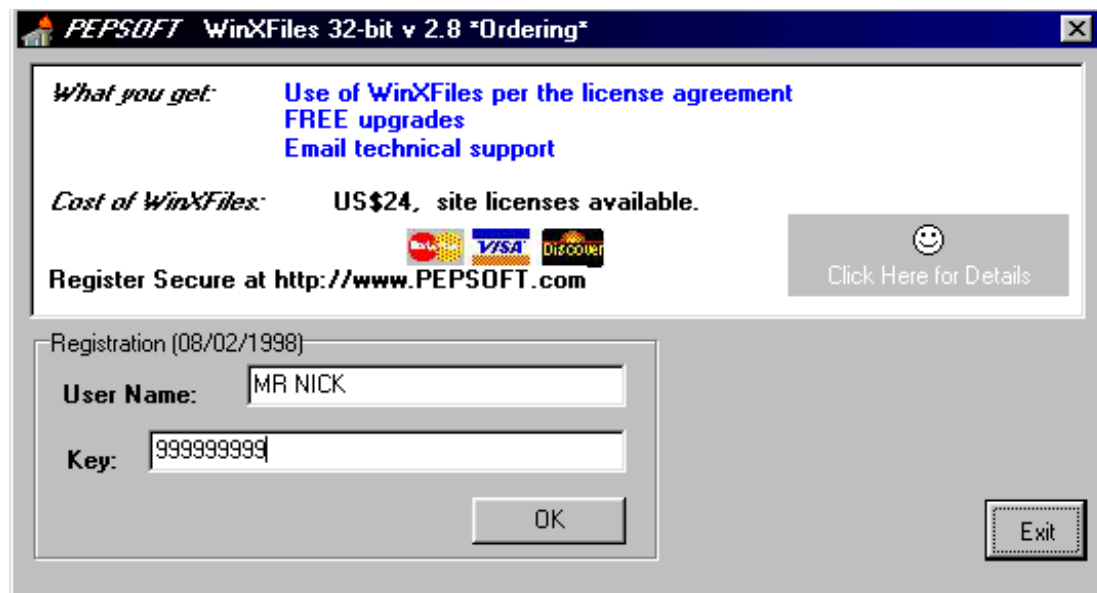 PEPSOFT WinXFiles 32-bit v 2.8 *Ordering*
What you get: Use of WinXFiles per the license agreement
FREE upgrades
Email technical support
Cost of WinXFiles: US$24, site licenses available.
MasterCard VISA DISCOVER
Register Secure at http://www.PEPSOFT.com
Click Here for Details
Registration (08/02/1998)
User Name: MR NICK
Key: 999999999
OK
Exit